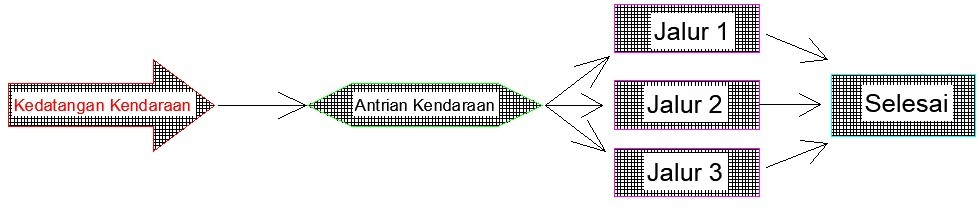 Kedatangan Kendaraan
Antrian Kendaraan
Jalur 1
Jalur 2
Jalur 3
Selesai